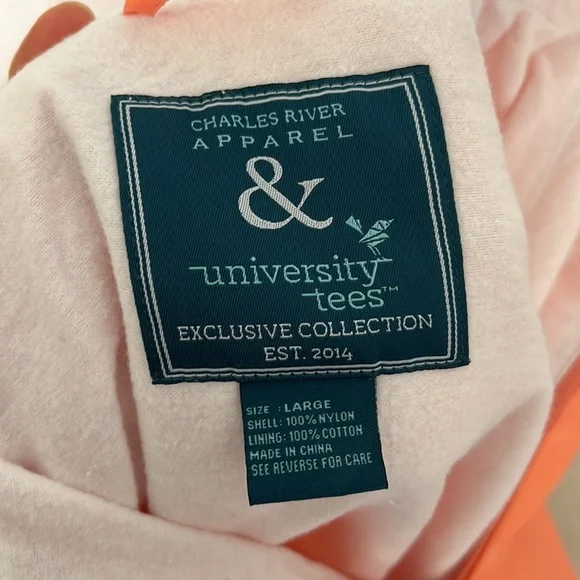 CHARLES RIVER
APPAREL
&
university
tees™
EXCLUSIVE COLLECTION
EST. 2014
SIZE : LARGE
SHELL: 100% NYLON
LINING: 100% COTTON
MADE IN CHINA
SEE REVERSE FOR CARE